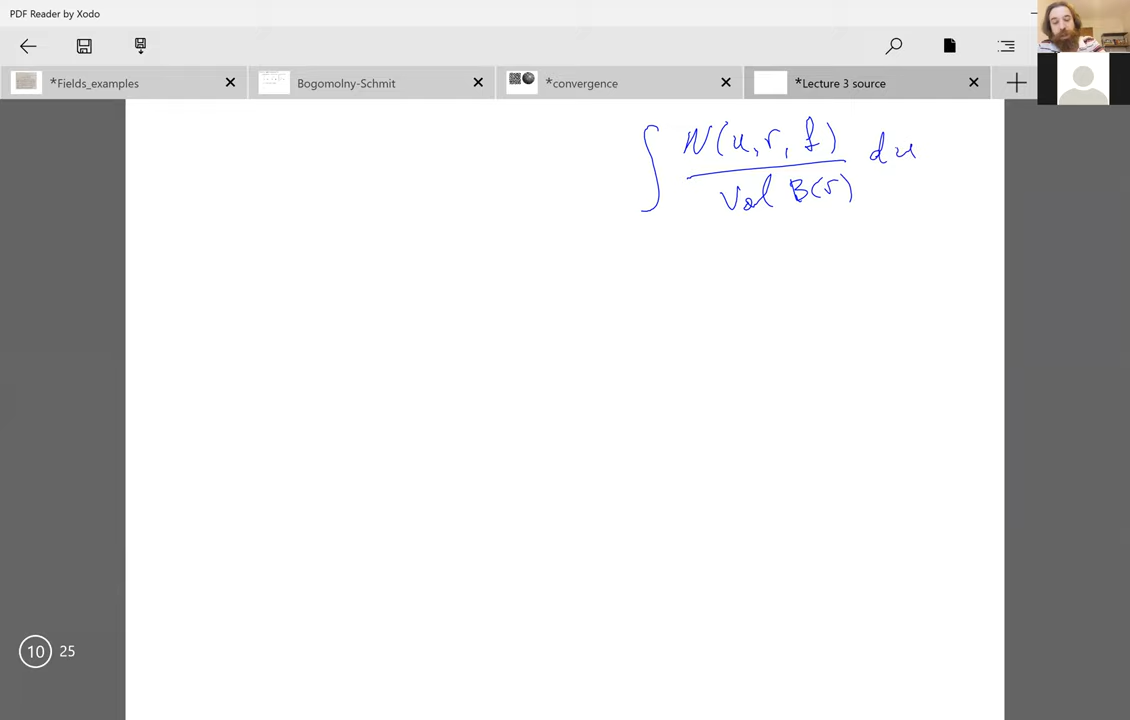 PDF Reader by Xodo
*Fields_examples
Bogomolny-Schmit
*convergence
*Lecture 3 source
∫ N(u, r, f) / Vol B(r) du
10 25